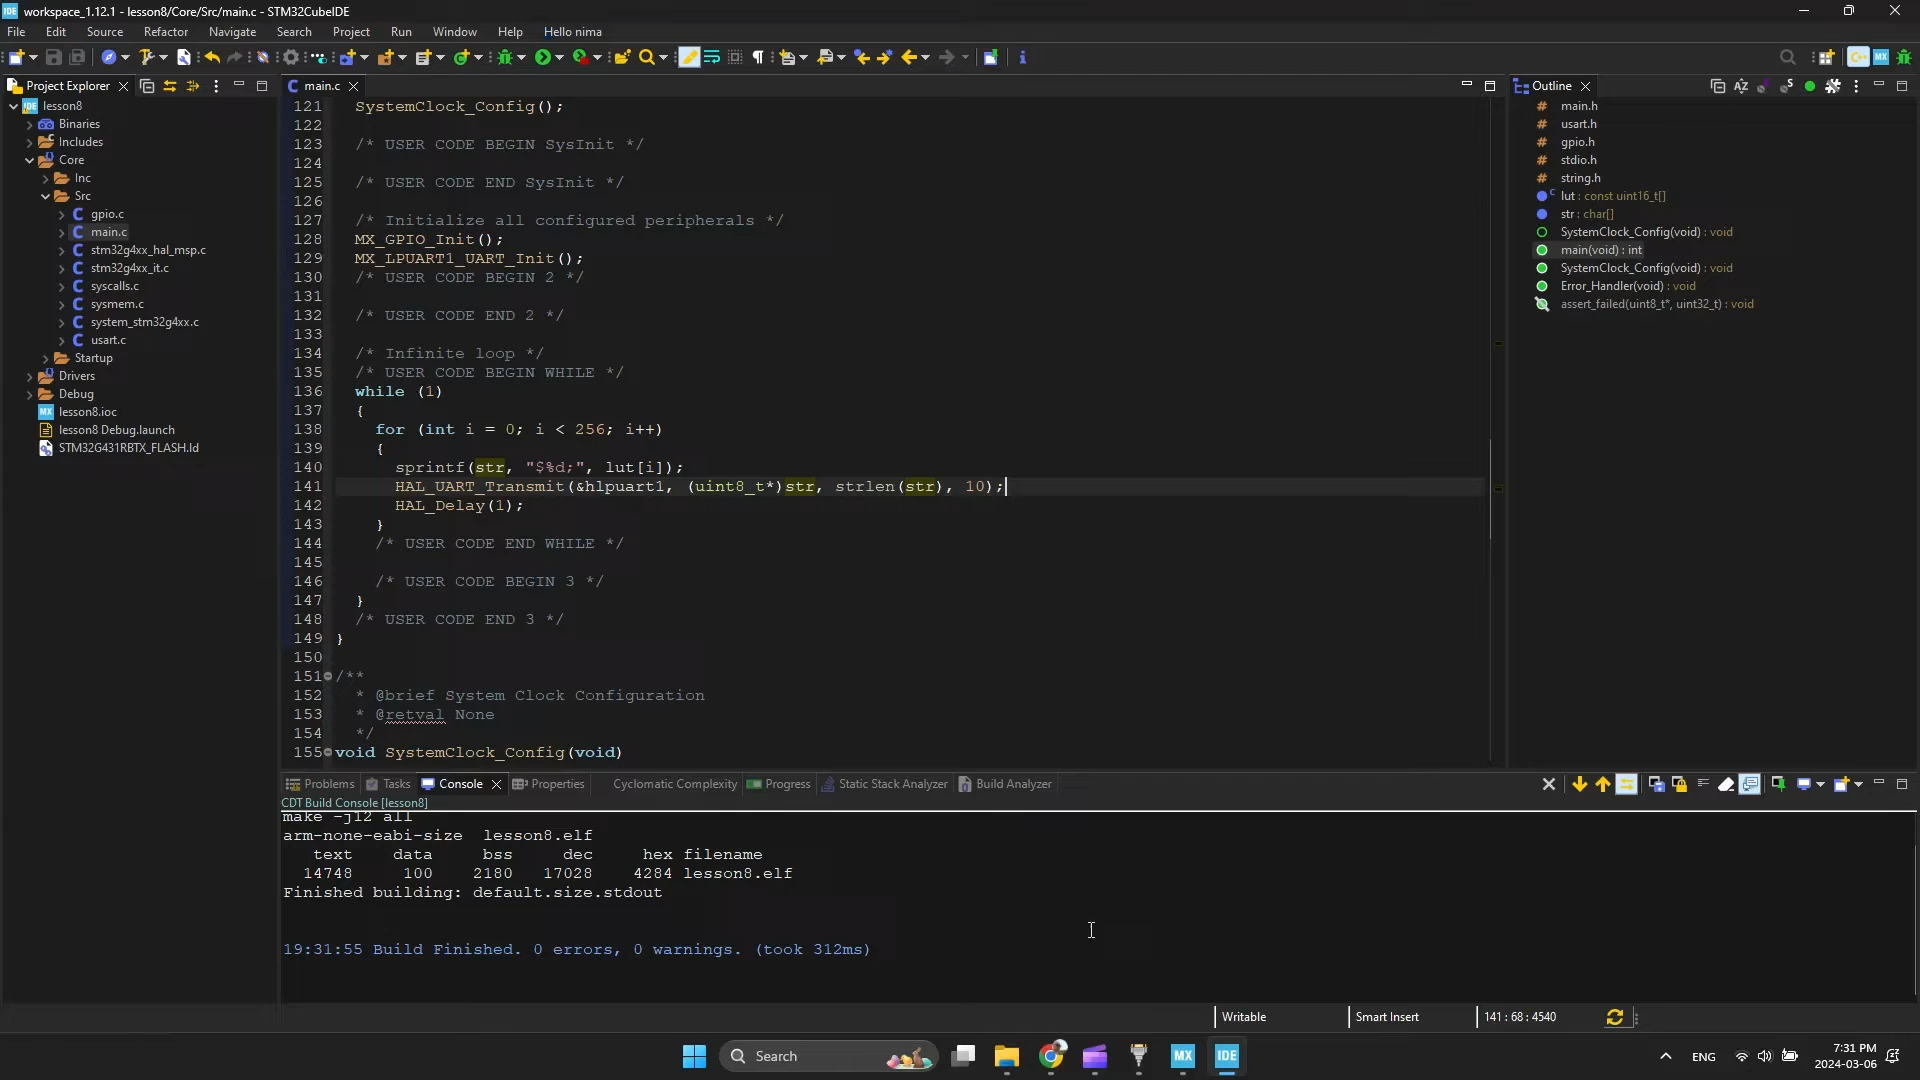 workspace_1.12.1 - lesson8/Core/Src/main.c - STM32CubeIDE
File Edit Source Refactor Navigate Search Project Run Window Help Hello nima
Project Explorer
lesson8
Binaries
Includes
Core
Inc
Src
gpio.c
main.c
stm32g4xx_hal_msp.c
stm32g4xx_it.c
syscalls.c
sysmem.c
system_stm32g4xx.c
usart.c
Startup
Drivers
Debug
lesson8.ioc
lesson8 Debug.launch
STM32G431RBTX_FLASH.ld
main.c
121 SystemClock_Config();
122
123 /* USER CODE BEGIN SysInit */
124
125 /* USER CODE END SysInit */
126
127 /* Initialize all configured peripherals */
128 MX_GPIO_Init();
129 MX_LPUART1_UART_Init();
130 /* USER CODE BEGIN 2 */
131
132 /* USER CODE END 2 */
133
134 /* Infinite loop */
135 /* USER CODE BEGIN WHILE */
136 while (1)
137 {
138 for (int i = 0; i < 256; i++)
139 {
140 sprintf(str, "$%d;", lut[i]);
141 HAL_UART_Transmit(&hlpuart1, (uint8_t*)str, strlen(str), 10);
142 HAL_Delay(1);
143 }
144 /* USER CODE END WHILE */
145
146 /* USER CODE BEGIN 3 */
147 }
148 /* USER CODE END 3 */
149 }
150
151 /**
152 * @brief System Clock Configuration
153 * @retval None
154 */
155 void SystemClock_Config(void)
Outline
main.h
usart.h
gpio.h
stdio.h
string.h
lut : const uint16_t[]
str : char[]
SystemClock_Config(void) : void
main(void) : int
SystemClock_Config(void) : void
Error_Handler(void) : void
assert_failed(uint8_t*, uint32_t) : void
Problems Tasks Console Properties Cyclomatic Complexity Progress Static Stack Analyzer Build Analyzer
CDT Build Console [lesson8]
make -j12 all
arm-none-eabi-size lesson8.elf
text data bss dec hex filename
14748 100 2180 17028 4284 lesson8.elf
Finished building: default.size.stdout
19:31:55 Build Finished. 0 errors, 0 warnings. (took 312ms)
Writable Smart Insert 141 : 68 : 4540
Search
MX
IDE
ENG
7:31 PM
2024-03-06